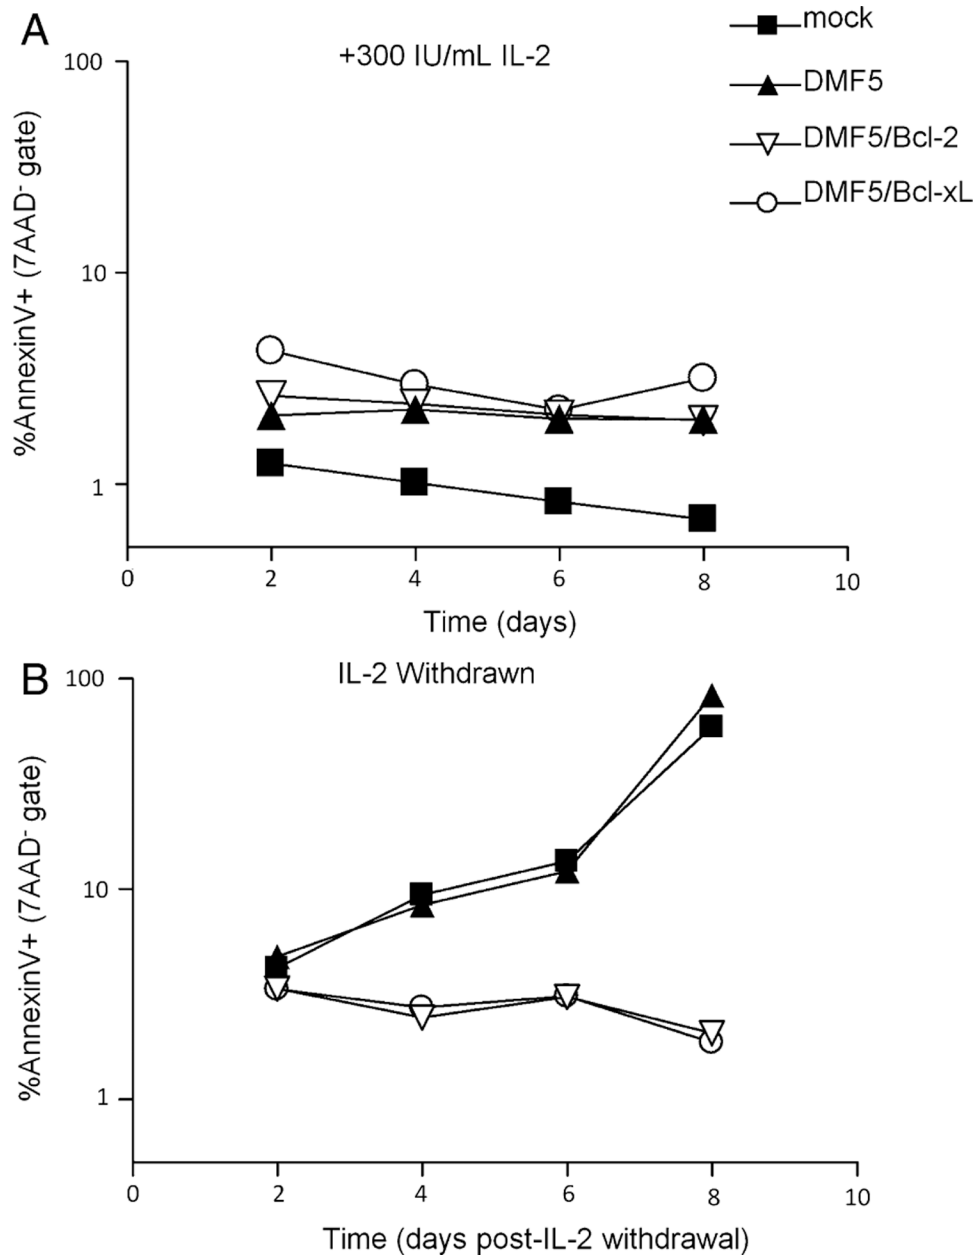 A
+300 IU/mL IL-2
mock
DMF5
DMF5/Bcl-2
DMF5/Bcl-xL
%AnnexinV+ (7AAD- gate)
100
10
1
0 2 4 6 8 10
Time (days)
B
IL-2 Withdrawn
%AnnexinV+ (7AAD- gate)
100
10
1
0 2 4 6 8 10
Time (days post-IL-2 withdrawal)